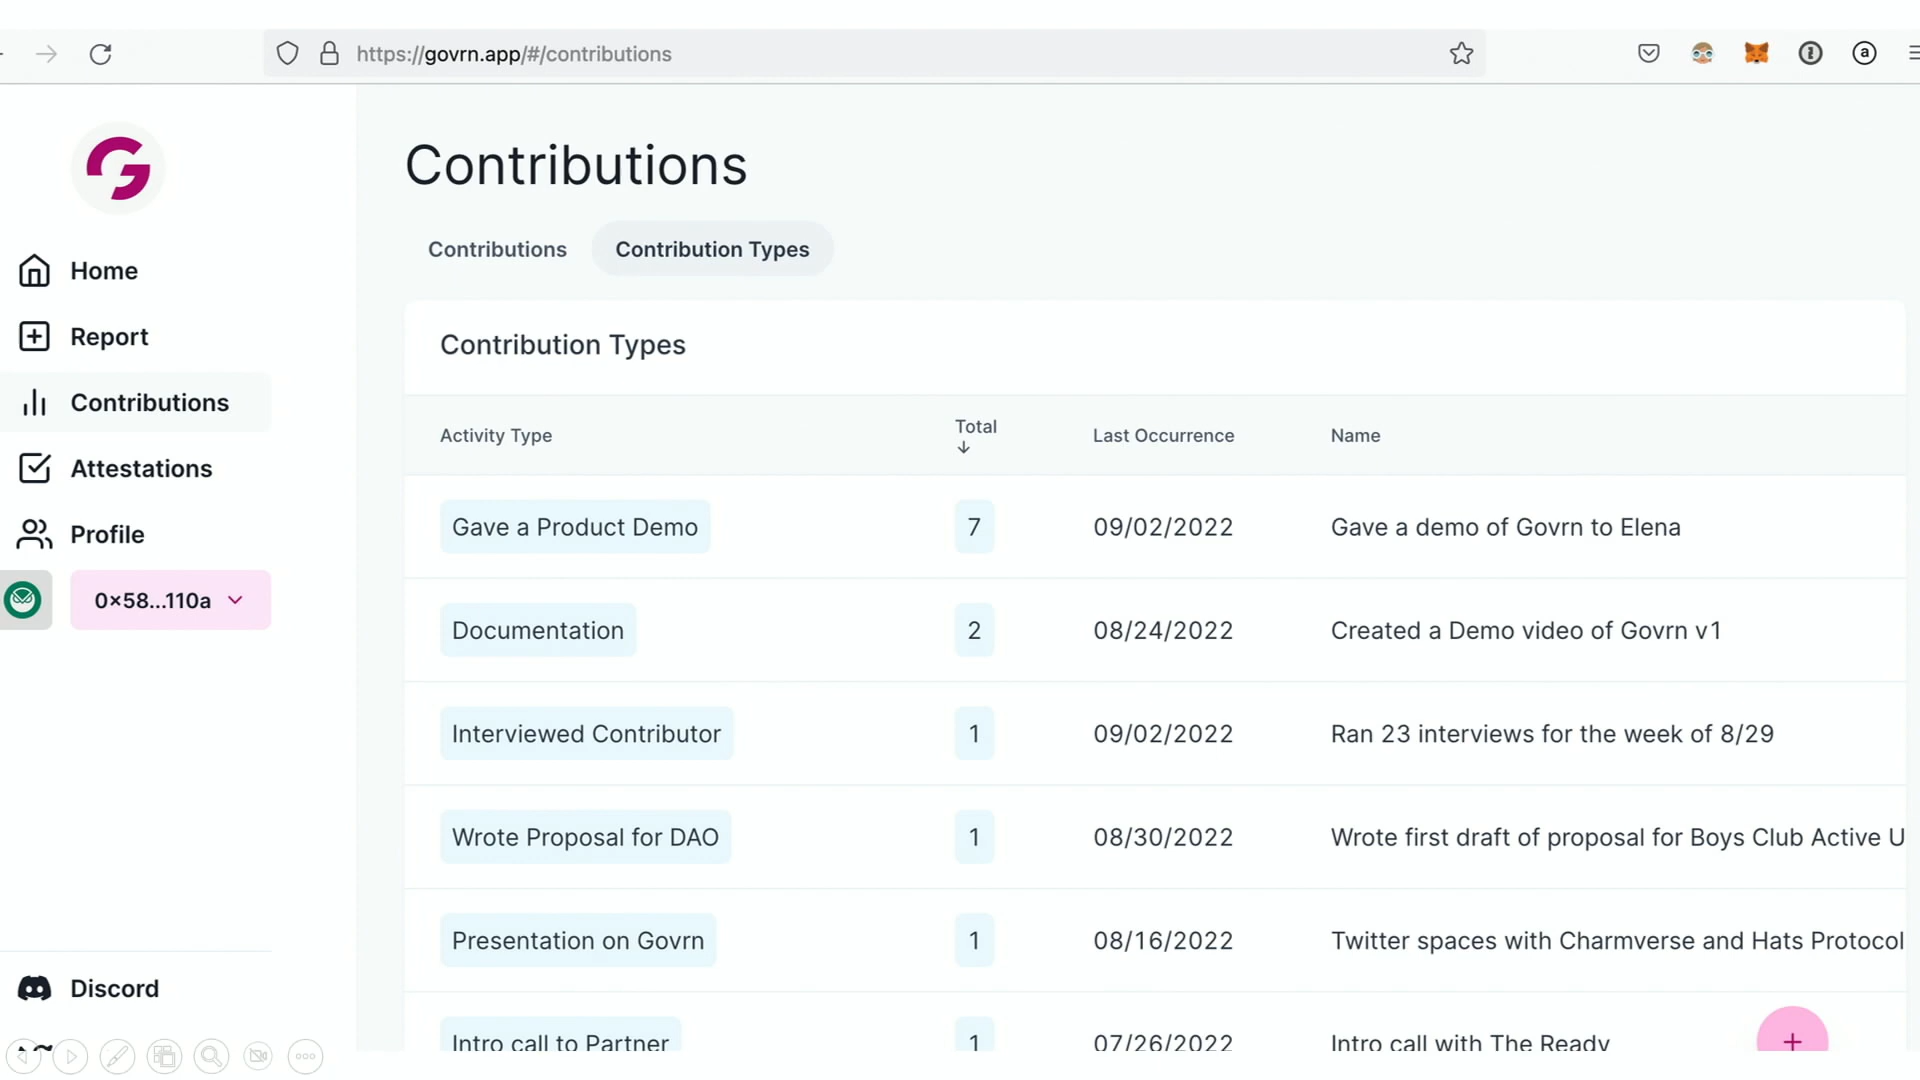 https://govrn.app/#/contributions
Contributions
Contributions Contribution Types
Home
Report
Contributions
Attestations
Profile
0×58...110a
Discord
Contribution Types
Activity Type Total Last Occurrence Name
Gave a Product Demo 7 09/02/2022 Gave a demo of Govrn to Elena
Documentation 2 08/24/2022 Created a Demo video of Govrn v1
Interviewed Contributor 1 09/02/2022 Ran 23 interviews for the week of 8/29
Wrote Proposal for DAO 1 08/30/2022 Wrote first draft of proposal for Boys Club Active U
Presentation on Govrn 1 08/16/2022 Twitter spaces with Charmverse and Hats Protocol
Intro call to Partner 1 07/26/2022 Intro call with The Ready